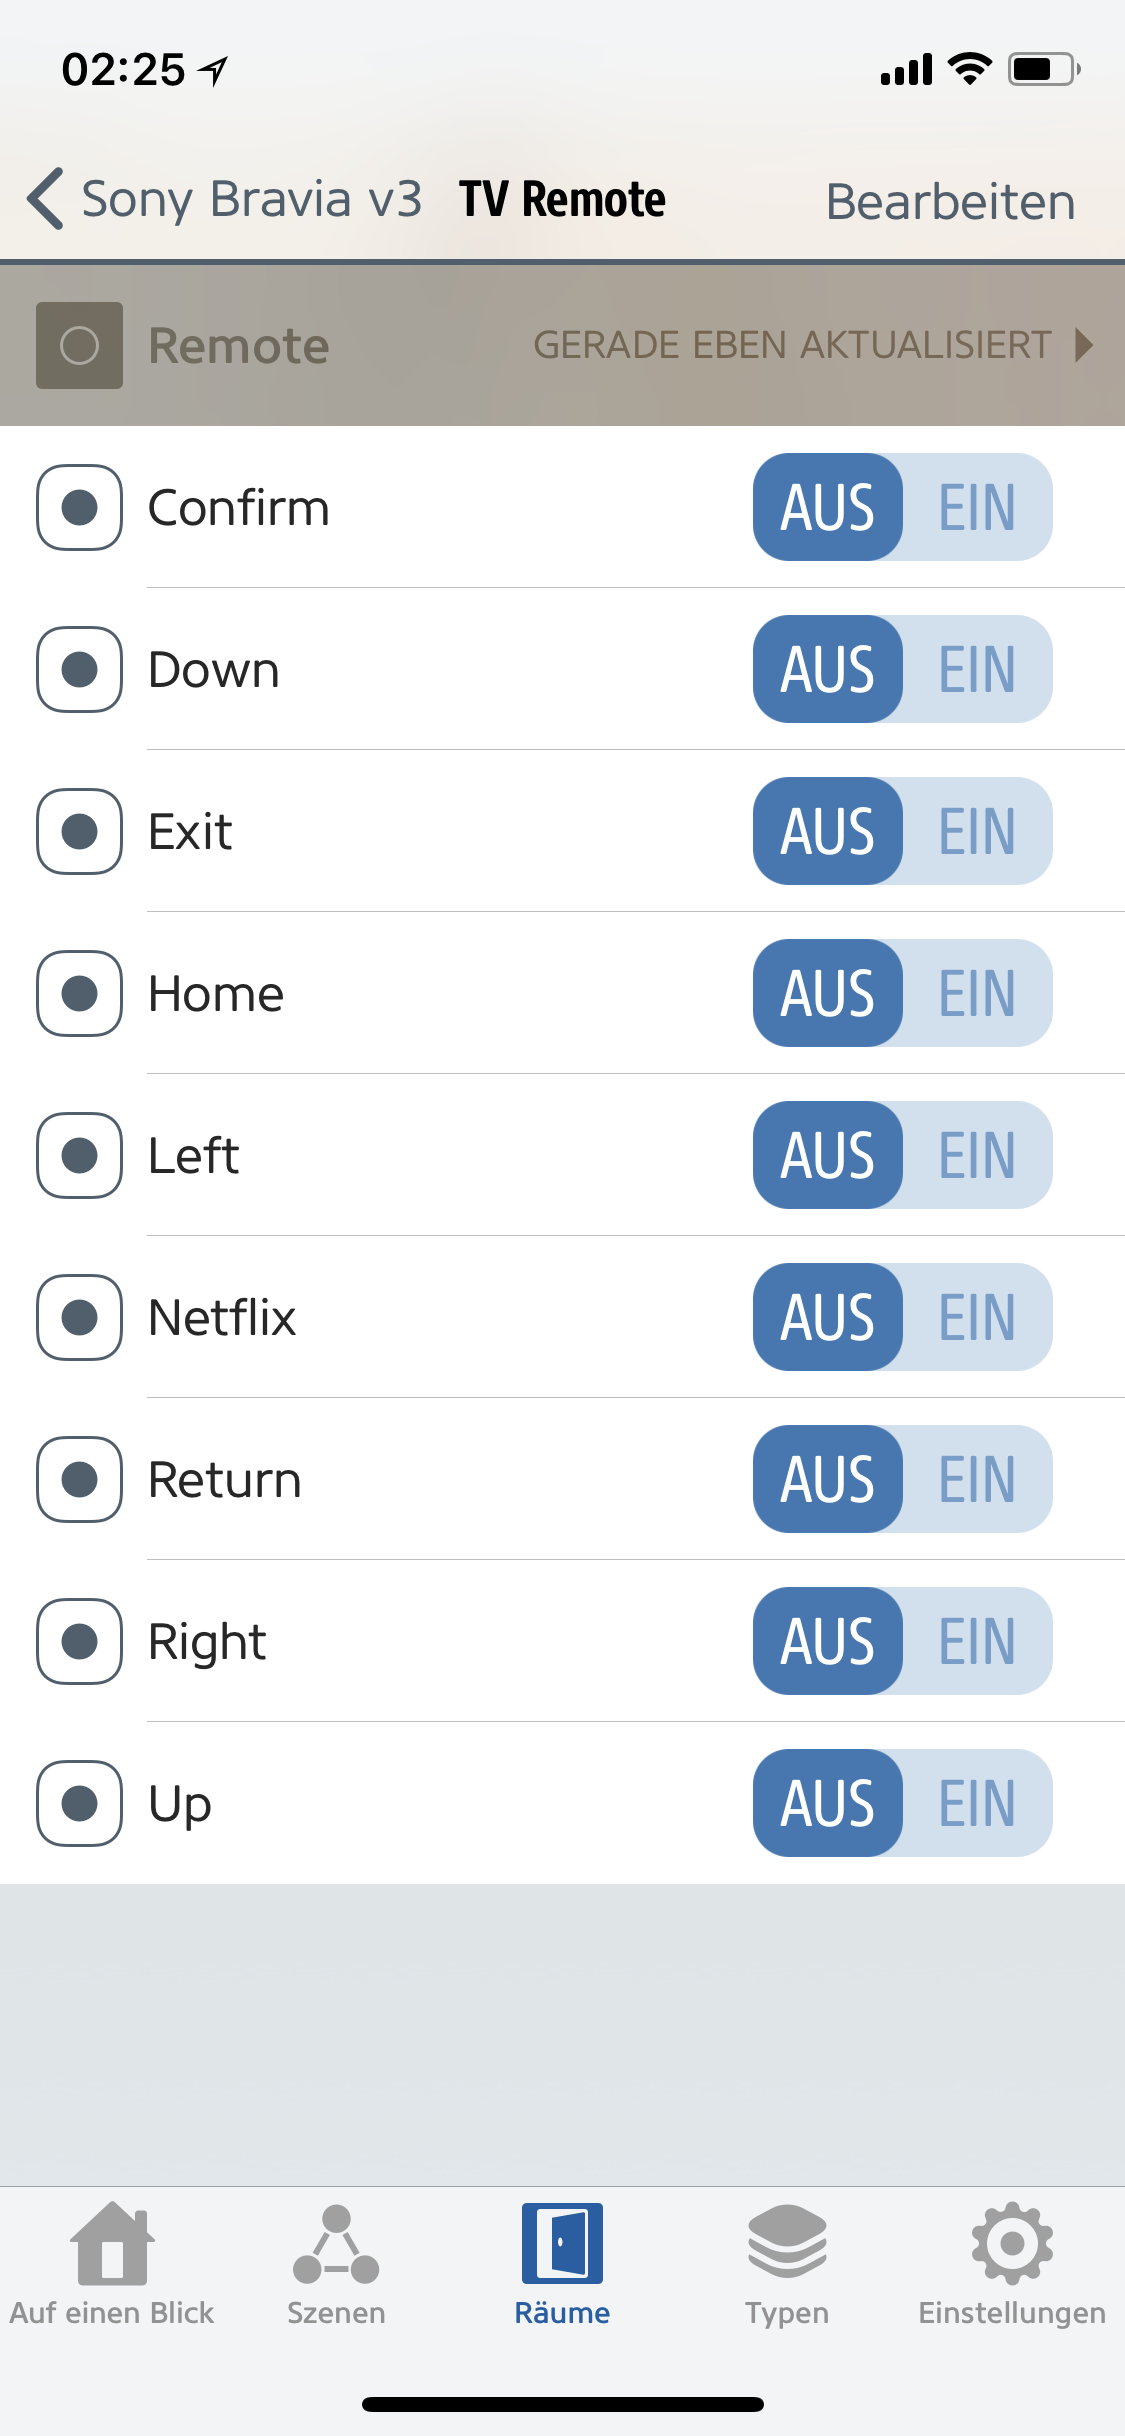 02:25
Sony Bravia v3 TV Remote Bearbeiten
Remote GERADE EBEN AKTUALISIERT
Confirm AUS EIN
Down AUS EIN
Exit AUS EIN
Home AUS EIN
Left AUS EIN
Netflix AUS EIN
Return AUS EIN
Right AUS EIN
Up AUS EIN
Auf einen Blick Szenen Räume Typen Einstellungen